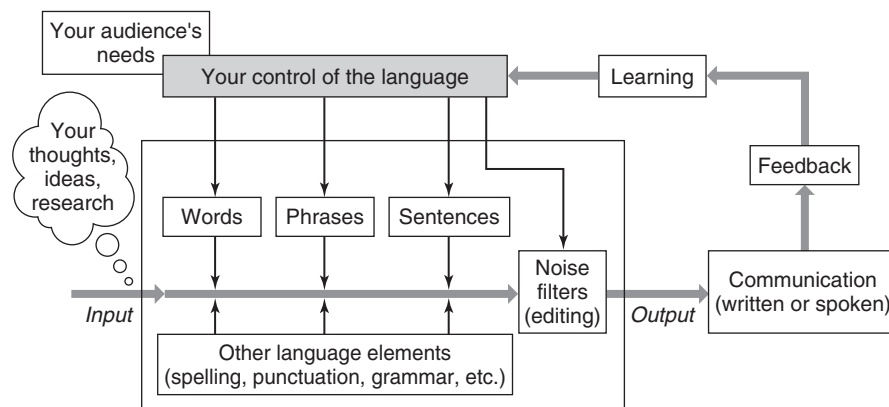 Your audience's
needs
Your control of the language
Learning
Your
thoughts,
ideas,
research
Feedback
Words
Phrases
Sentences
Noise
filters
(editing)
Communication
(written or spoken)
Input
Output
Other language elements
(spelling, punctuation, grammar, etc.)